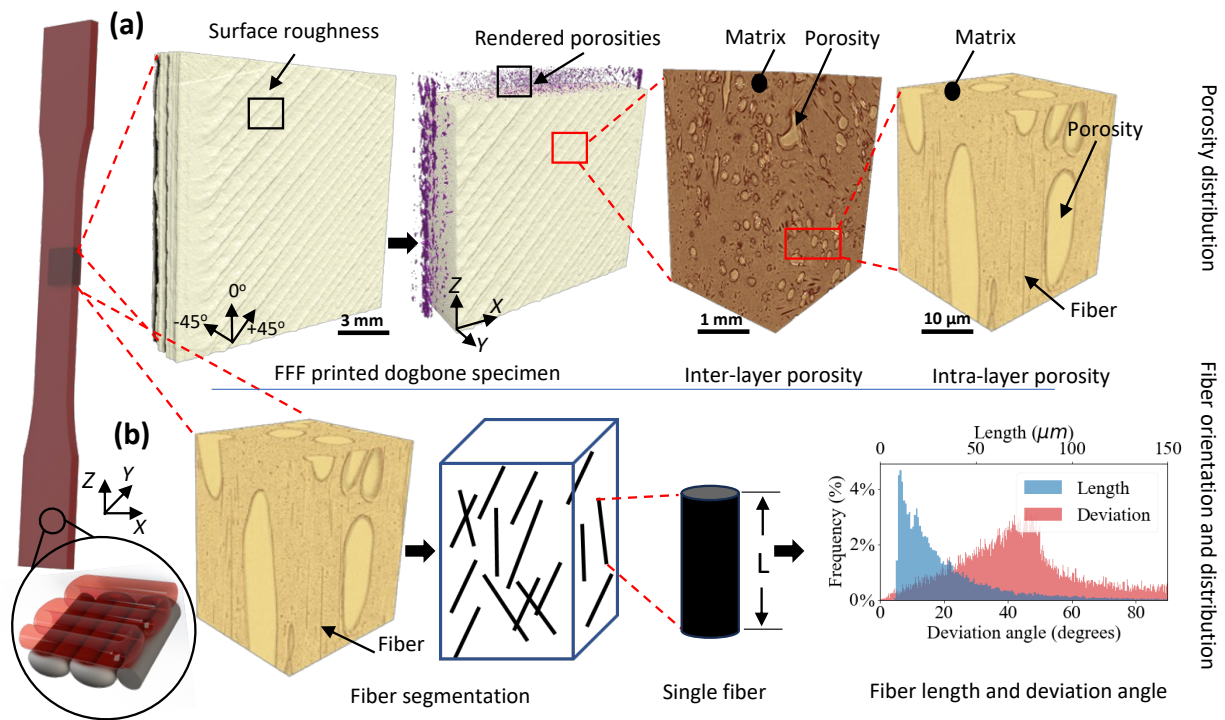 (a)
Surface roughness
Rendered porosities
Matrix
Porosity
Matrix
Porosity
Fiber
0°
-45°
+45°
3 mm
Z
X
Y
1 mm
10 µm
FFF printed dogbone specimen
Inter-layer porosity
Intra-layer porosity
Porosity distribution
(b)
Z
Y
X
Fiber
L
Length (μm)
0
50
100
150
Length
Deviation
Frequency (%)
4%
2%
0%
20
40
60
80
Deviation angle (degrees)
Fiber segmentation
Single fiber
Fiber length and deviation angle
Fiber orientation and distribution